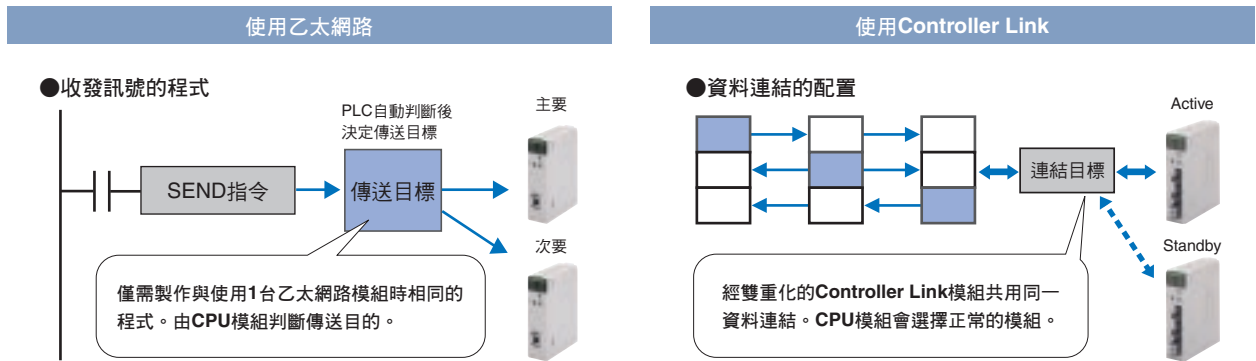 使用乙太網路
●收發訊號的程式
PLC自動判斷後
決定傳送目標
主要
SEND指令
傳送目標
次要
僅需製作與使用1台乙太網路模組時相同的
程式。由CPU模組判斷傳送目的。
使用Controller Link
●資料連結的配置
Active
連結目標
Standby
經雙重化的Controller Link模組共用同一
資料連結。CPU模組會選擇正常的模組。